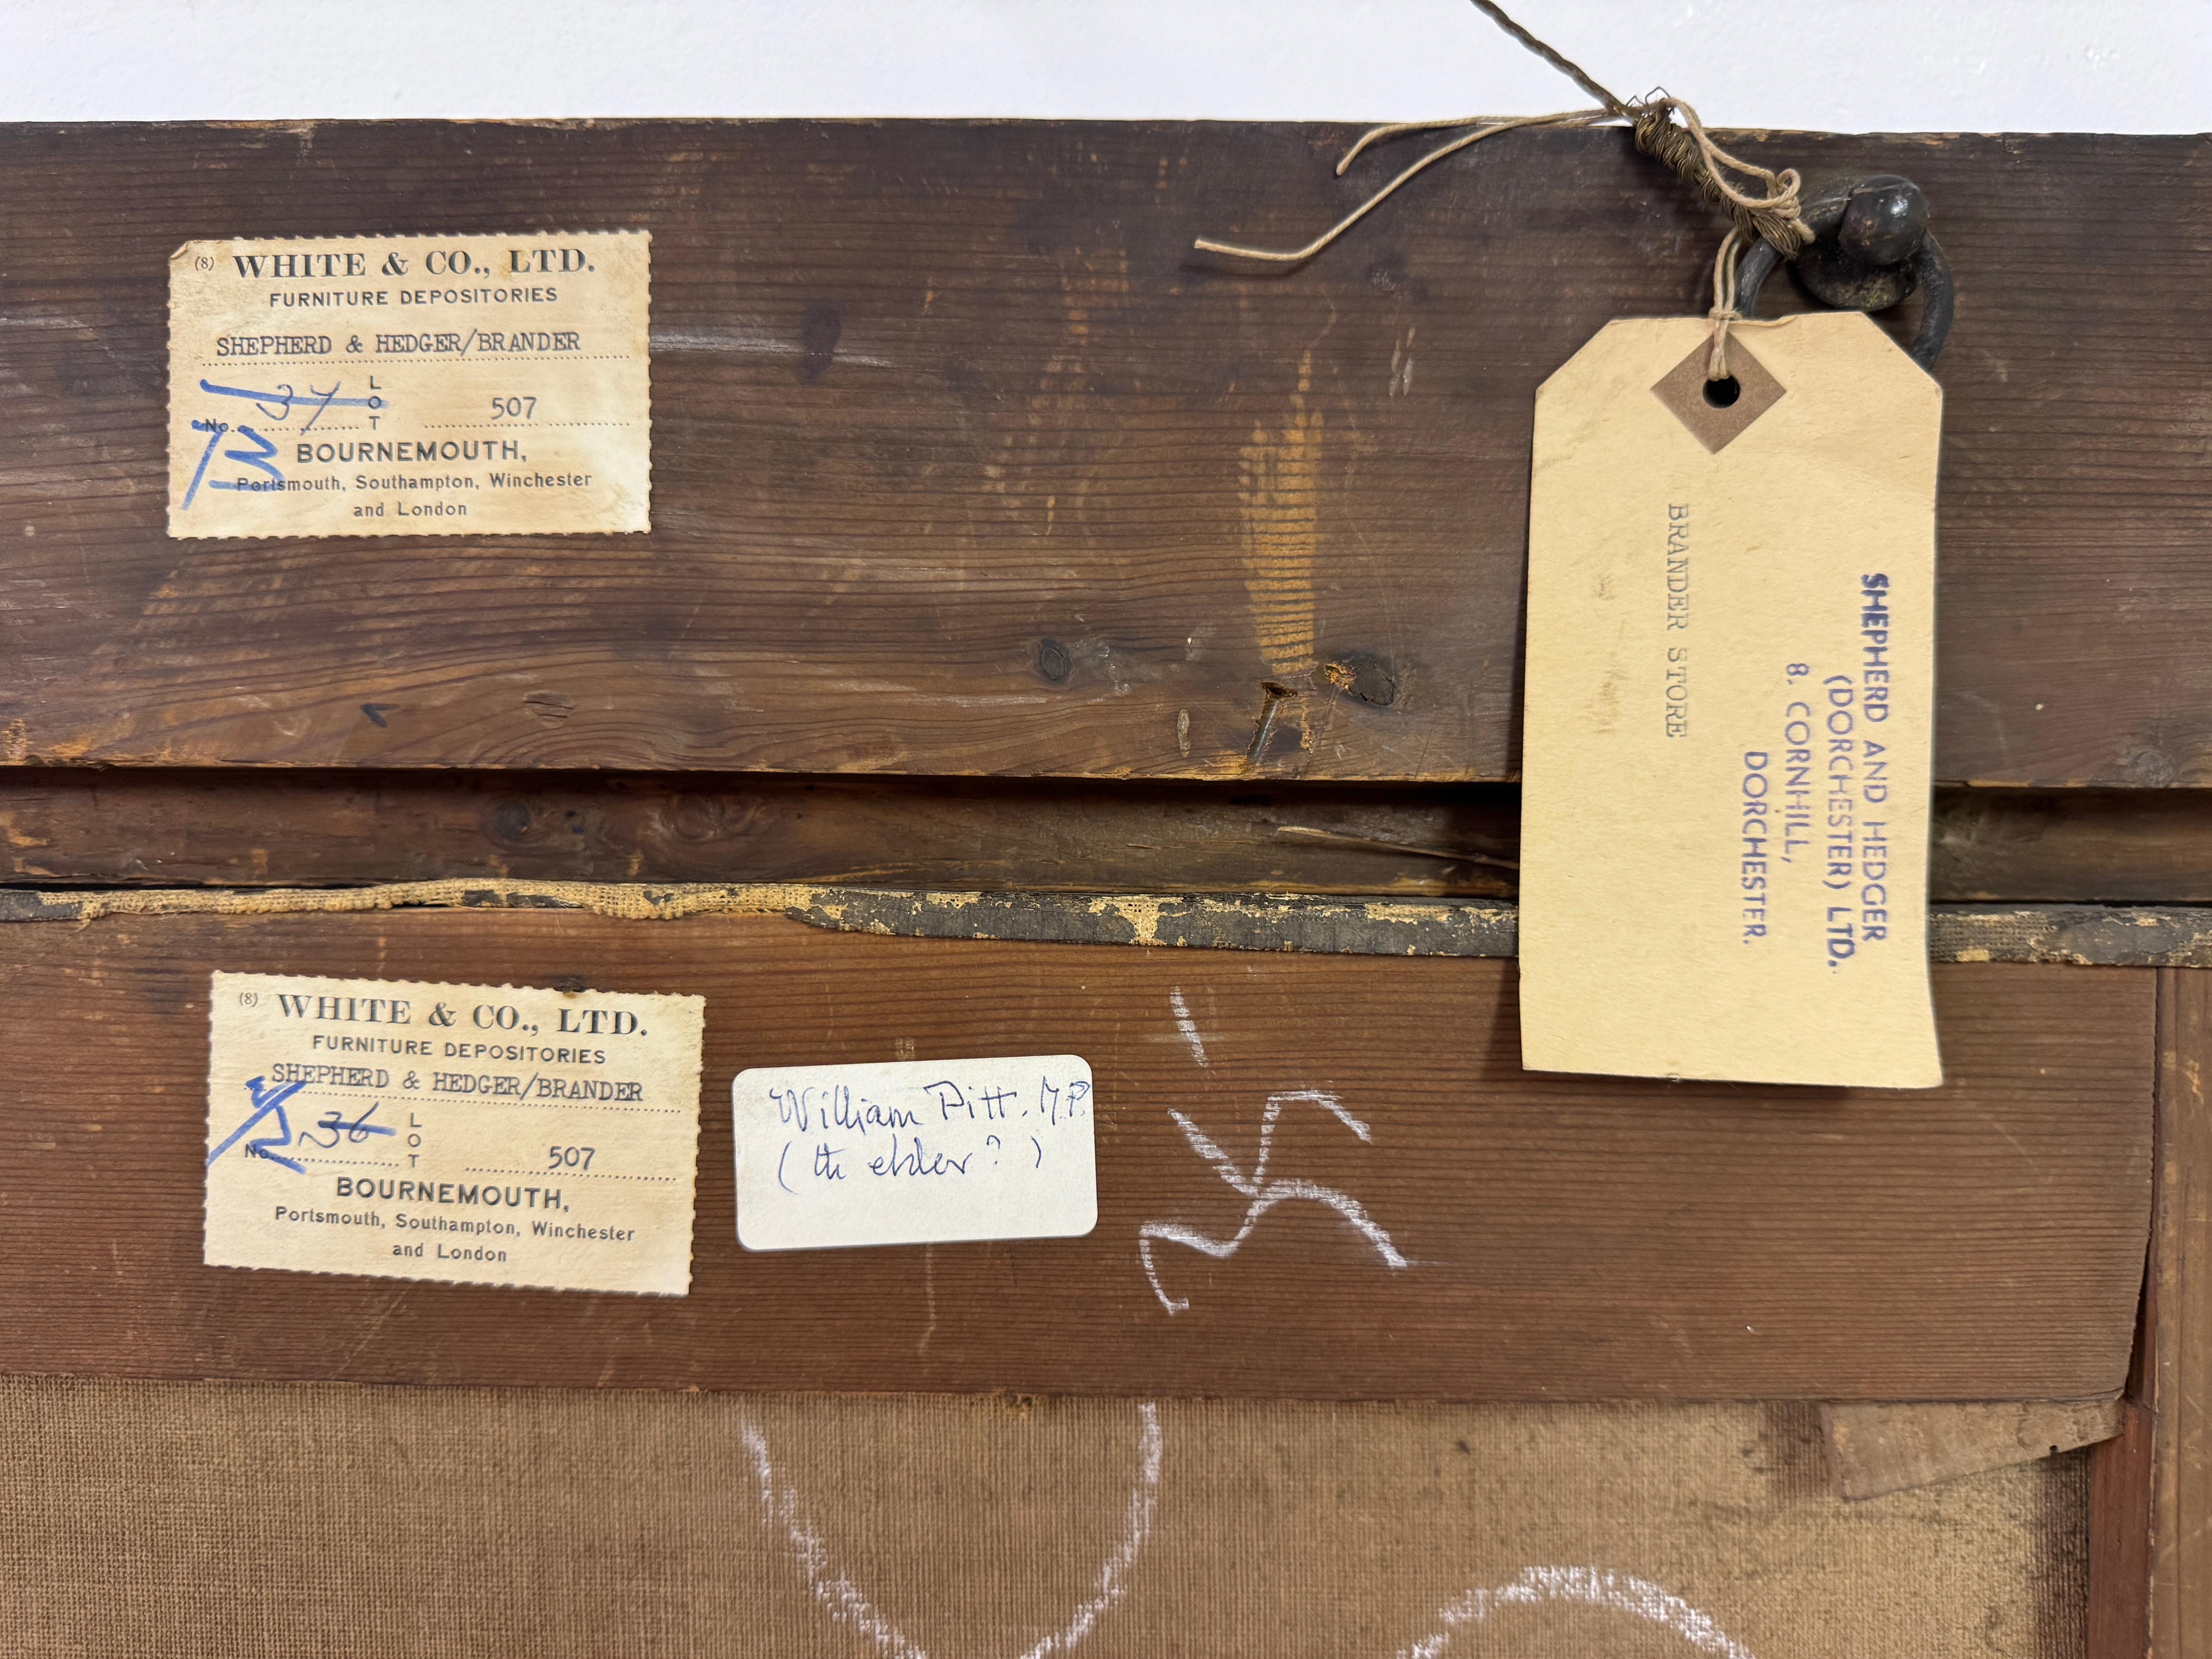 (8) WHITE & CO., LTD.
FURNITURE DEPOSITORIES
SHEPHERD & HEDGER/BRANDER
No. LOT 507
BOURNEMOUTH,
Portsmouth, Southampton, Winchester
and London
SHEPHERD AND HEDGER
(DORCHESTER) LTD.
8. CORNHILL,
DORCHESTER.
BRANDER STORE
(8) WHITE & CO., LTD.
FURNITURE DEPOSITORIES
SHEPHERD & HEDGER/BRANDER
No. 36 LOT 507
BOURNEMOUTH,
Portsmouth, Southampton, Winchester
and London
William Pitt. M.P.
(the elder?)